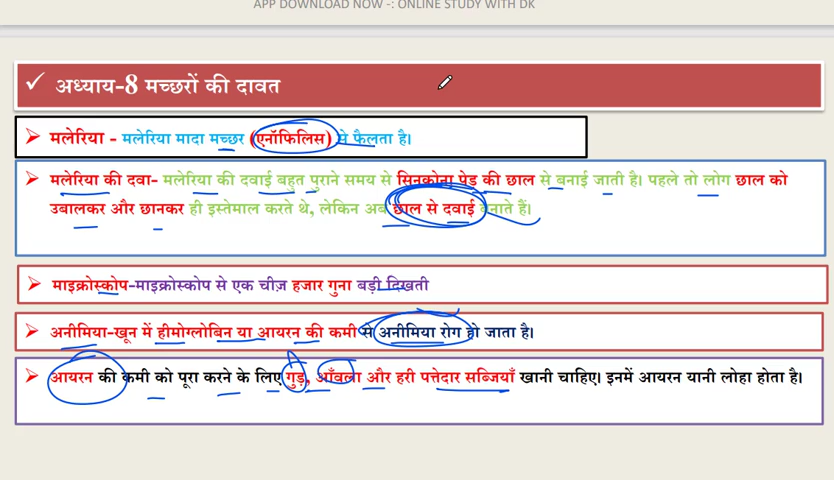 APP DOWNLOAD NOW -: ONLINE STUDY WITH DK
✓ अध्याय-8 मच्छरों की दावत
➤ मलेरिया - मलेरिया मादा मच्छर (एनॉफिलिस) से फैलता है।
➤ मलेरिया की दवा- मलेरिया की दवाई बहुत पुराने समय से सिनकोना पेड़ की छाल से बनाई जाती है। पहले तो लोग छाल को
उबालकर और छानकर ही इस्तेमाल करते थे, लेकिन अब छाल से दवाई बनाते हैं।
➤ माइक्रोस्कोप-माइक्रोस्कोप से एक चीज़ हजार गुना बड़ी दिखती
➤ अनीमिया-खून में हीमोग्लोबिन या आयरन की कमी से अनीमिया रोग हो जाता है।
➤ आयरन की कमी को पूरा करने के लिए गुड़, आँवला और हरी पत्तेदार सब्जियाँ खानी चाहिए। इनमें आयरन यानी लोहा होता है।